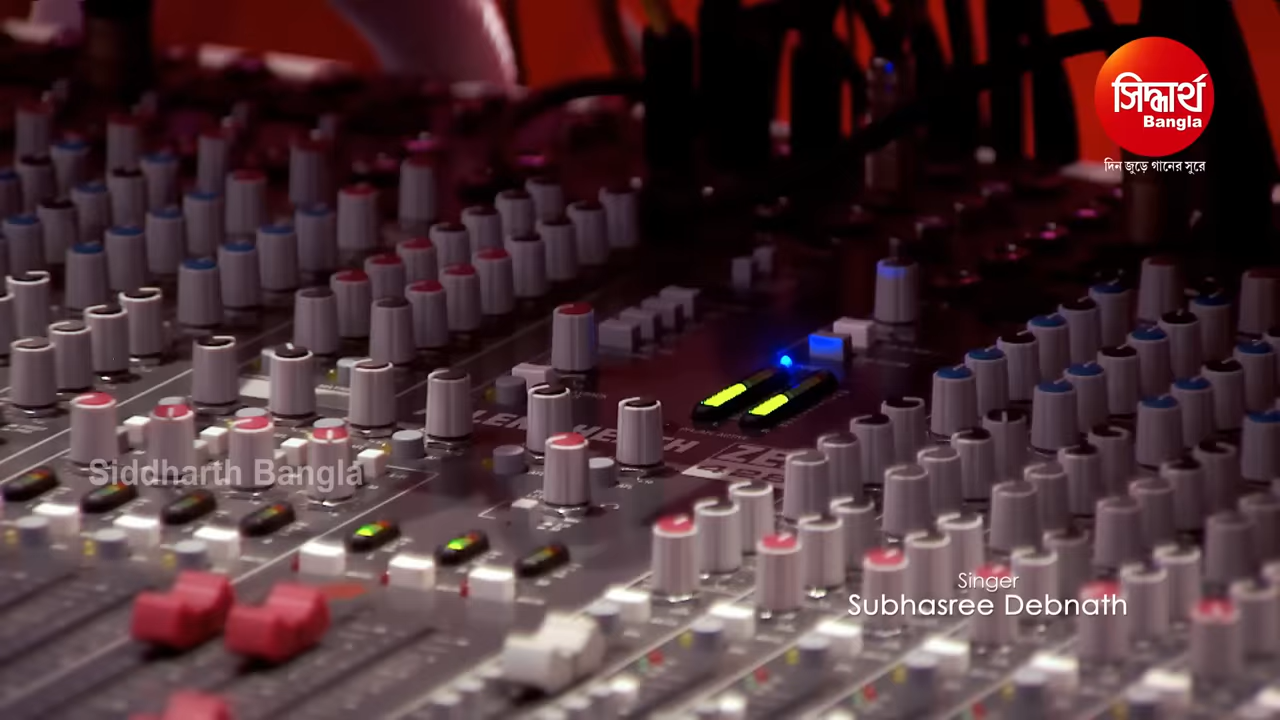 সিদ্ধার্থ
Bangla
দিন জুড়ে গানের সুরে
Siddharth Bangla
Singer
Subhasree Debnath